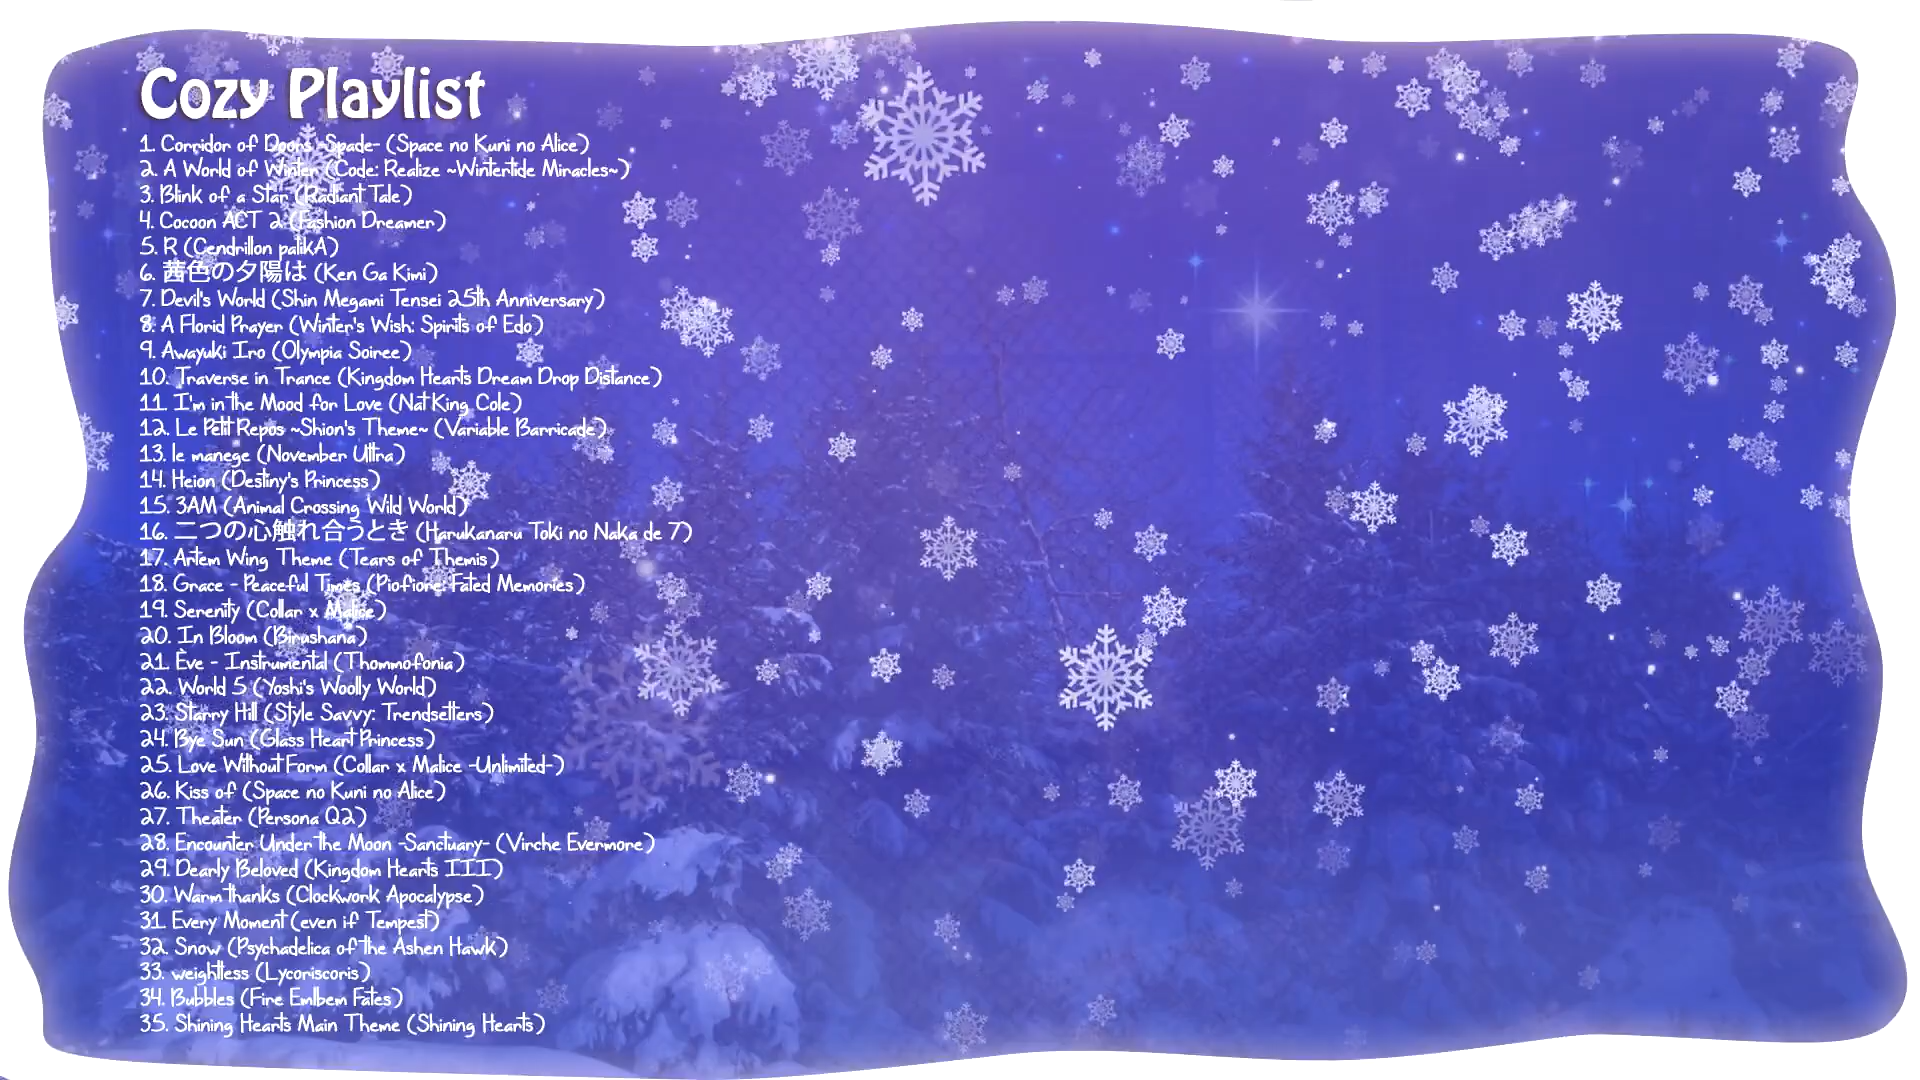 Cozy Playlist
1. Corridor of Doors -Spade- (Space no Kuni no Alice)
2. A World of Winter (Code: Realize ~Wintertide Miracles~)
3. Blink of a Star (Radiant Tale)
4. Cocoon ACT 2 (Fashion Dreamer)
5. R (Cendrillon palikA)
6. 茜色の夕陽は (Ken Ga Kimi)
7. Devil's World (Shin Megami Tensei 25th Anniversary)
8. A Florid Prayer (Winter's Wish: Spirits of Edo)
9. Awayuki Iro (Olympia Soiree)
10. Traverse in Trance (Kingdom Hearts Dream Drop Distance)
11. I'm in the Mood for Love (Nat King Cole)
12. Le Petit Repos ~Shion's Theme~ (Variable Barricade)
13. le manege (November Ultra)
14. Heion (Destiny's Princess)
15. 3AM (Animal Crossing Wild World)
16. 二つの心触れ合うとき (Harukanaru Toki no Naka de 7)
17. Artem Wing Theme (Tears of Themis)
18. Grace - Peaceful Times (Piofiore: Fated Memories)
19. Serenity (Collar x Malice)
20. In Bloom (Birushana)
21. Ève - Instrumental (Thommofonia)
22. World 5 (Yoshi's Woolly World)
23. Starry Hill (Style Savvy: Trendsetters)
24. Bye Sun (Glass Heart Princess)
25. Love Without Form (Collar x Malice -Unlimited-)
26. Kiss of (Space no Kuni no Alice)
27. Theater (Persona Q2)
28. Encounter Under the Moon -Sanctuary- (Virche Evermore)
29. Dearly Beloved (Kingdom Hearts III)
30. Warm thanks (Clockwork Apocalypse)
31. Every Moment (even if Tempest)
32. Snow (Psychadelica of the Ashen Hawk)
33. weightless (Lycoriscoris)
34. Bubbles (Fire Emlbem Fates)
35. Shining Hearts Main Theme (Shining Hearts)